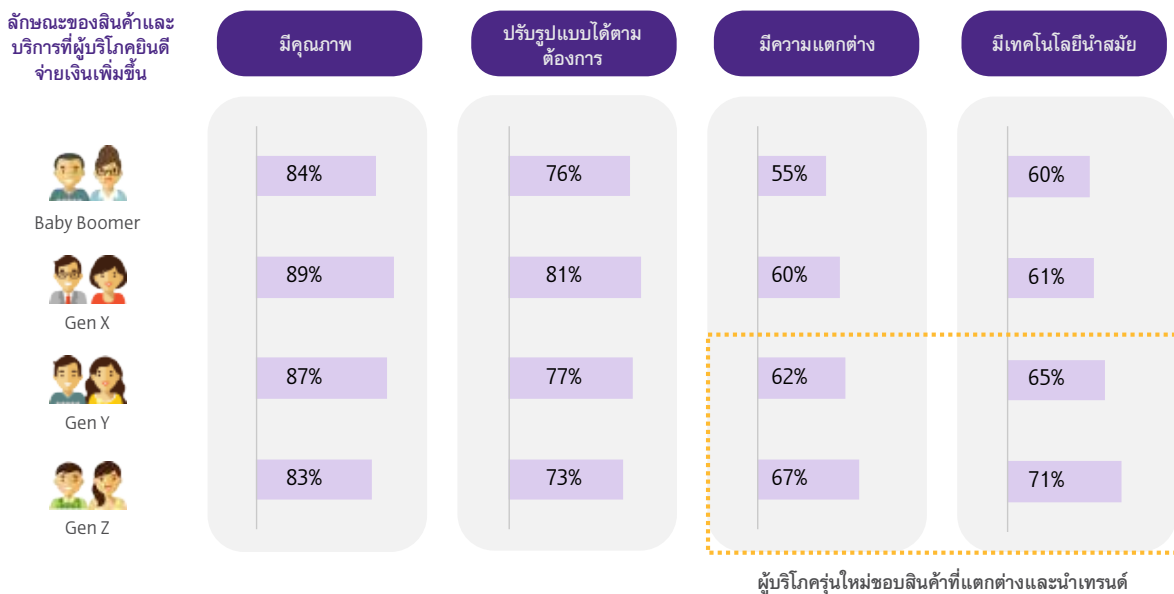 ลักษณะของสินค้าและ
บริการที่ผู้บริโภคยินดี
จ่ายเงินเพิ่มขึ้น
มีคุณภาพ
ปรับรูปแบบได้ตาม
ต้องการ
มีความแตกต่าง
มีเทคโนโลยีนำสมัย
84%
76%
55%
60%
Baby Boomer
89%
81%
60%
61%
Gen X
87%
77%
62%
65%
Gen Y
83%
73%
67%
71%
Gen Z
ผู้บริโภครุ่นใหม่ชอบสินค้าที่แตกต่างและนำเทรนด์